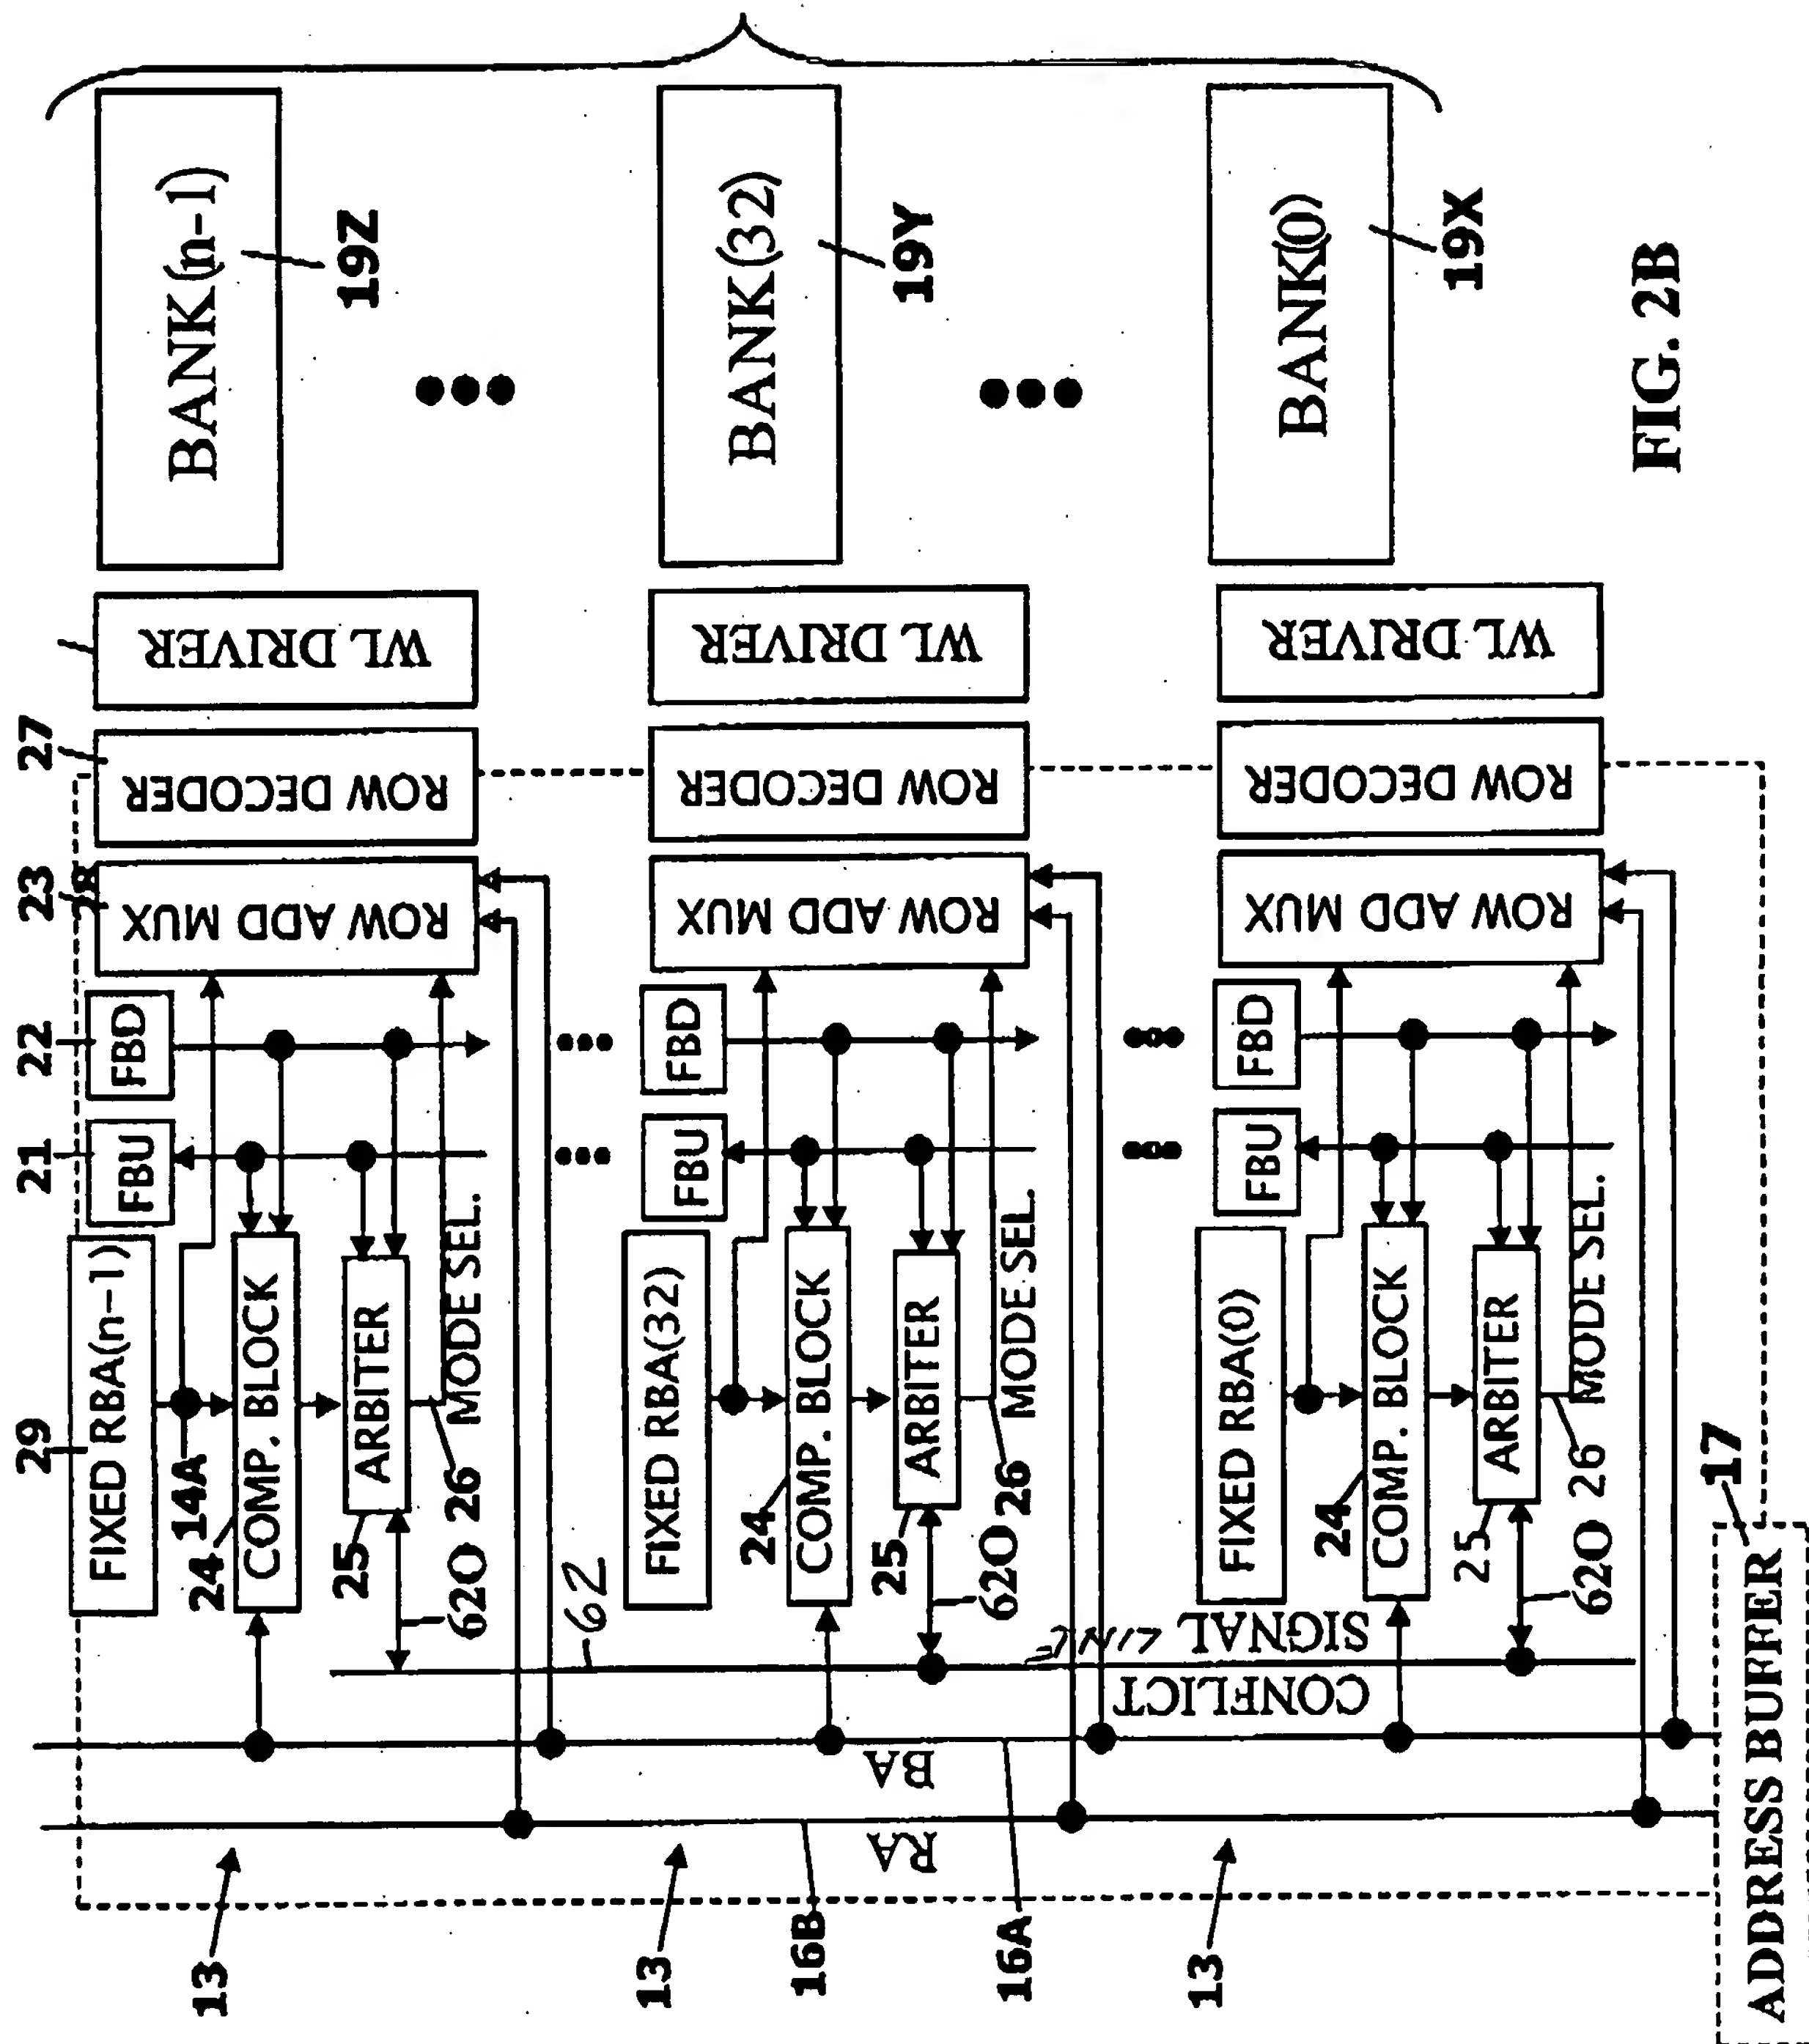 BANK(n-1)
19Z
BANK(32)
19Y
BANK(0)
19X
FIG. 2B
WL DRIVER
WL DRIVER
WL DRIVER
27
ROW DECODER
ROW DECODER
ROW DECODER
23
28
ROW ADD MUX
ROW ADD MUX
ROW ADD MUX
22
FBD
FBD
FBD
21
FBU
FBU
FBU
29
FIXED RBA(n-1)
14A
24
COMP. BLOCK
25
ARBITER
620
26
MODE SEL.
FIXED RBA(32)
24
COMP. BLOCK
25
ARBITER
620
26
MODE SEL.
FIXED RBA(0)
24
COMP. BLOCK
25
ARBITER
620
26
MODE SEL.
62
CONFLICT
SIGNAL LINE
BA
RA
13
13
13
16B
16A
17
ADDRESS BUFFER